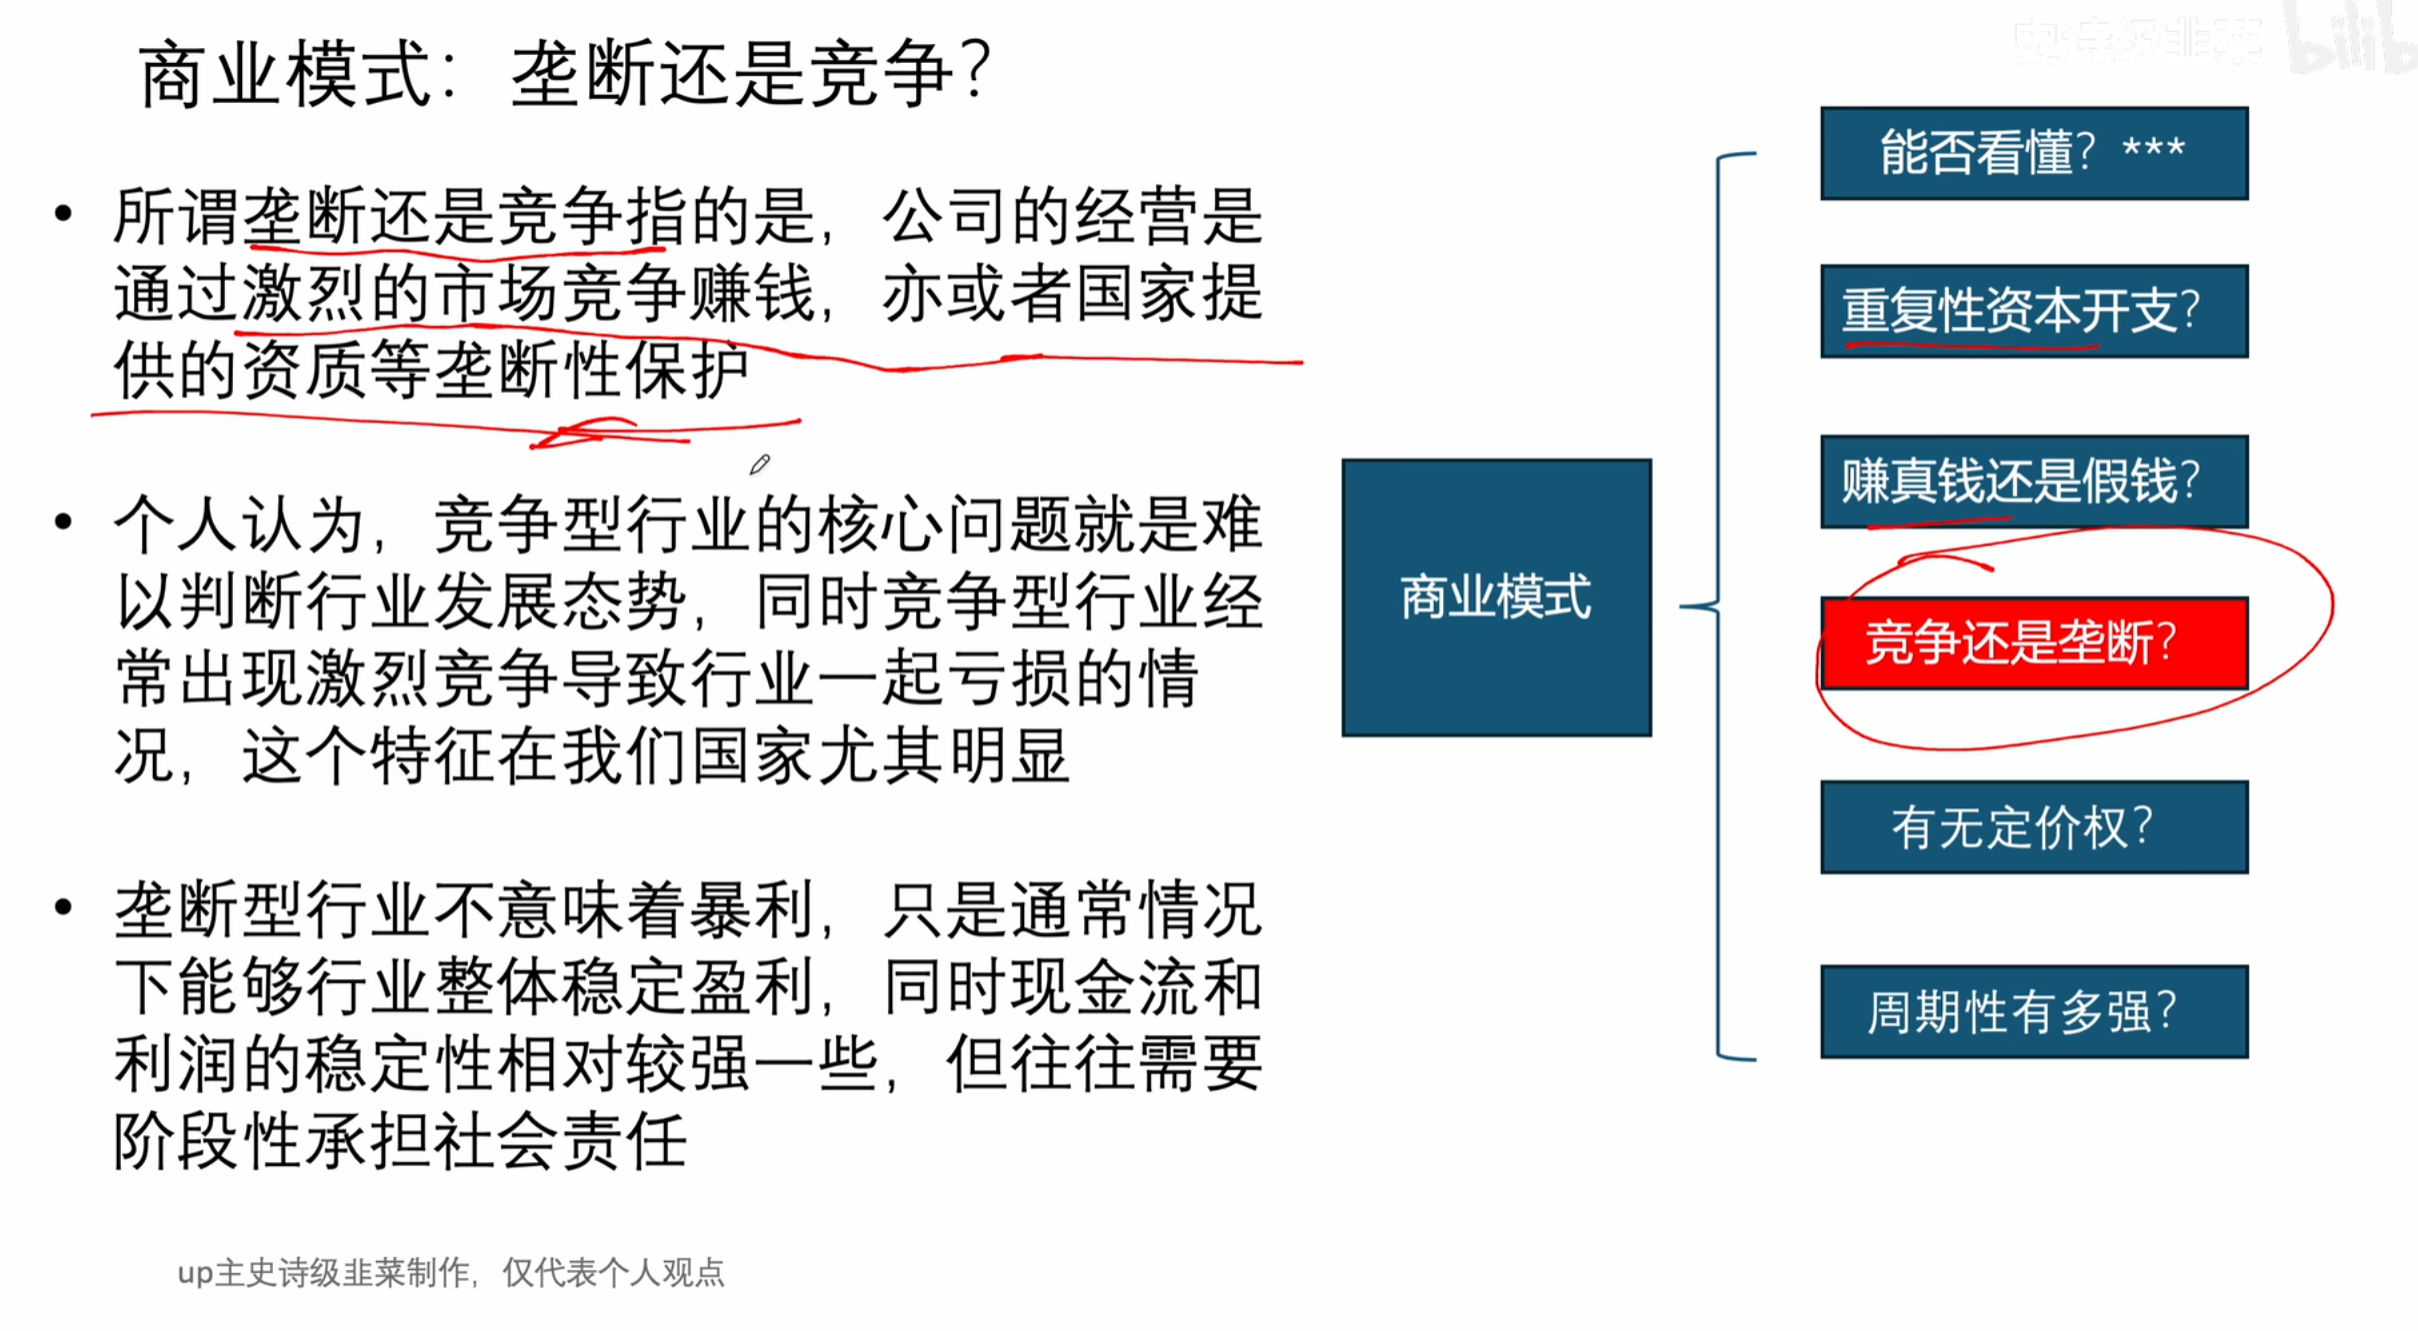 史诗级韭菜 bilib
商业模式：垄断还是竞争？
• 所谓垄断还是竞争指的是，公司的经营是
通过激烈的市场竞争赚钱，亦或者国家提
供的资质等垄断性保护
• 个人认为，竞争型行业的核心问题就是难
以判断行业发展态势，同时竞争型行业经
常出现激烈竞争导致行业一起亏损的情
况，这个特征在我们国家尤其明显
• 垄断型行业不意味着暴利，只是通常情况
下能够行业整体稳定盈利，同时现金流和
利润的稳定性相对较强一些，但往往需要
阶段性承担社会责任
商业模式
能否看懂？***
重复性资本开支？
赚真钱还是假钱？
竞争还是垄断？
有无定价权？
周期性有多强？
up主史诗级韭菜制作，仅代表个人观点